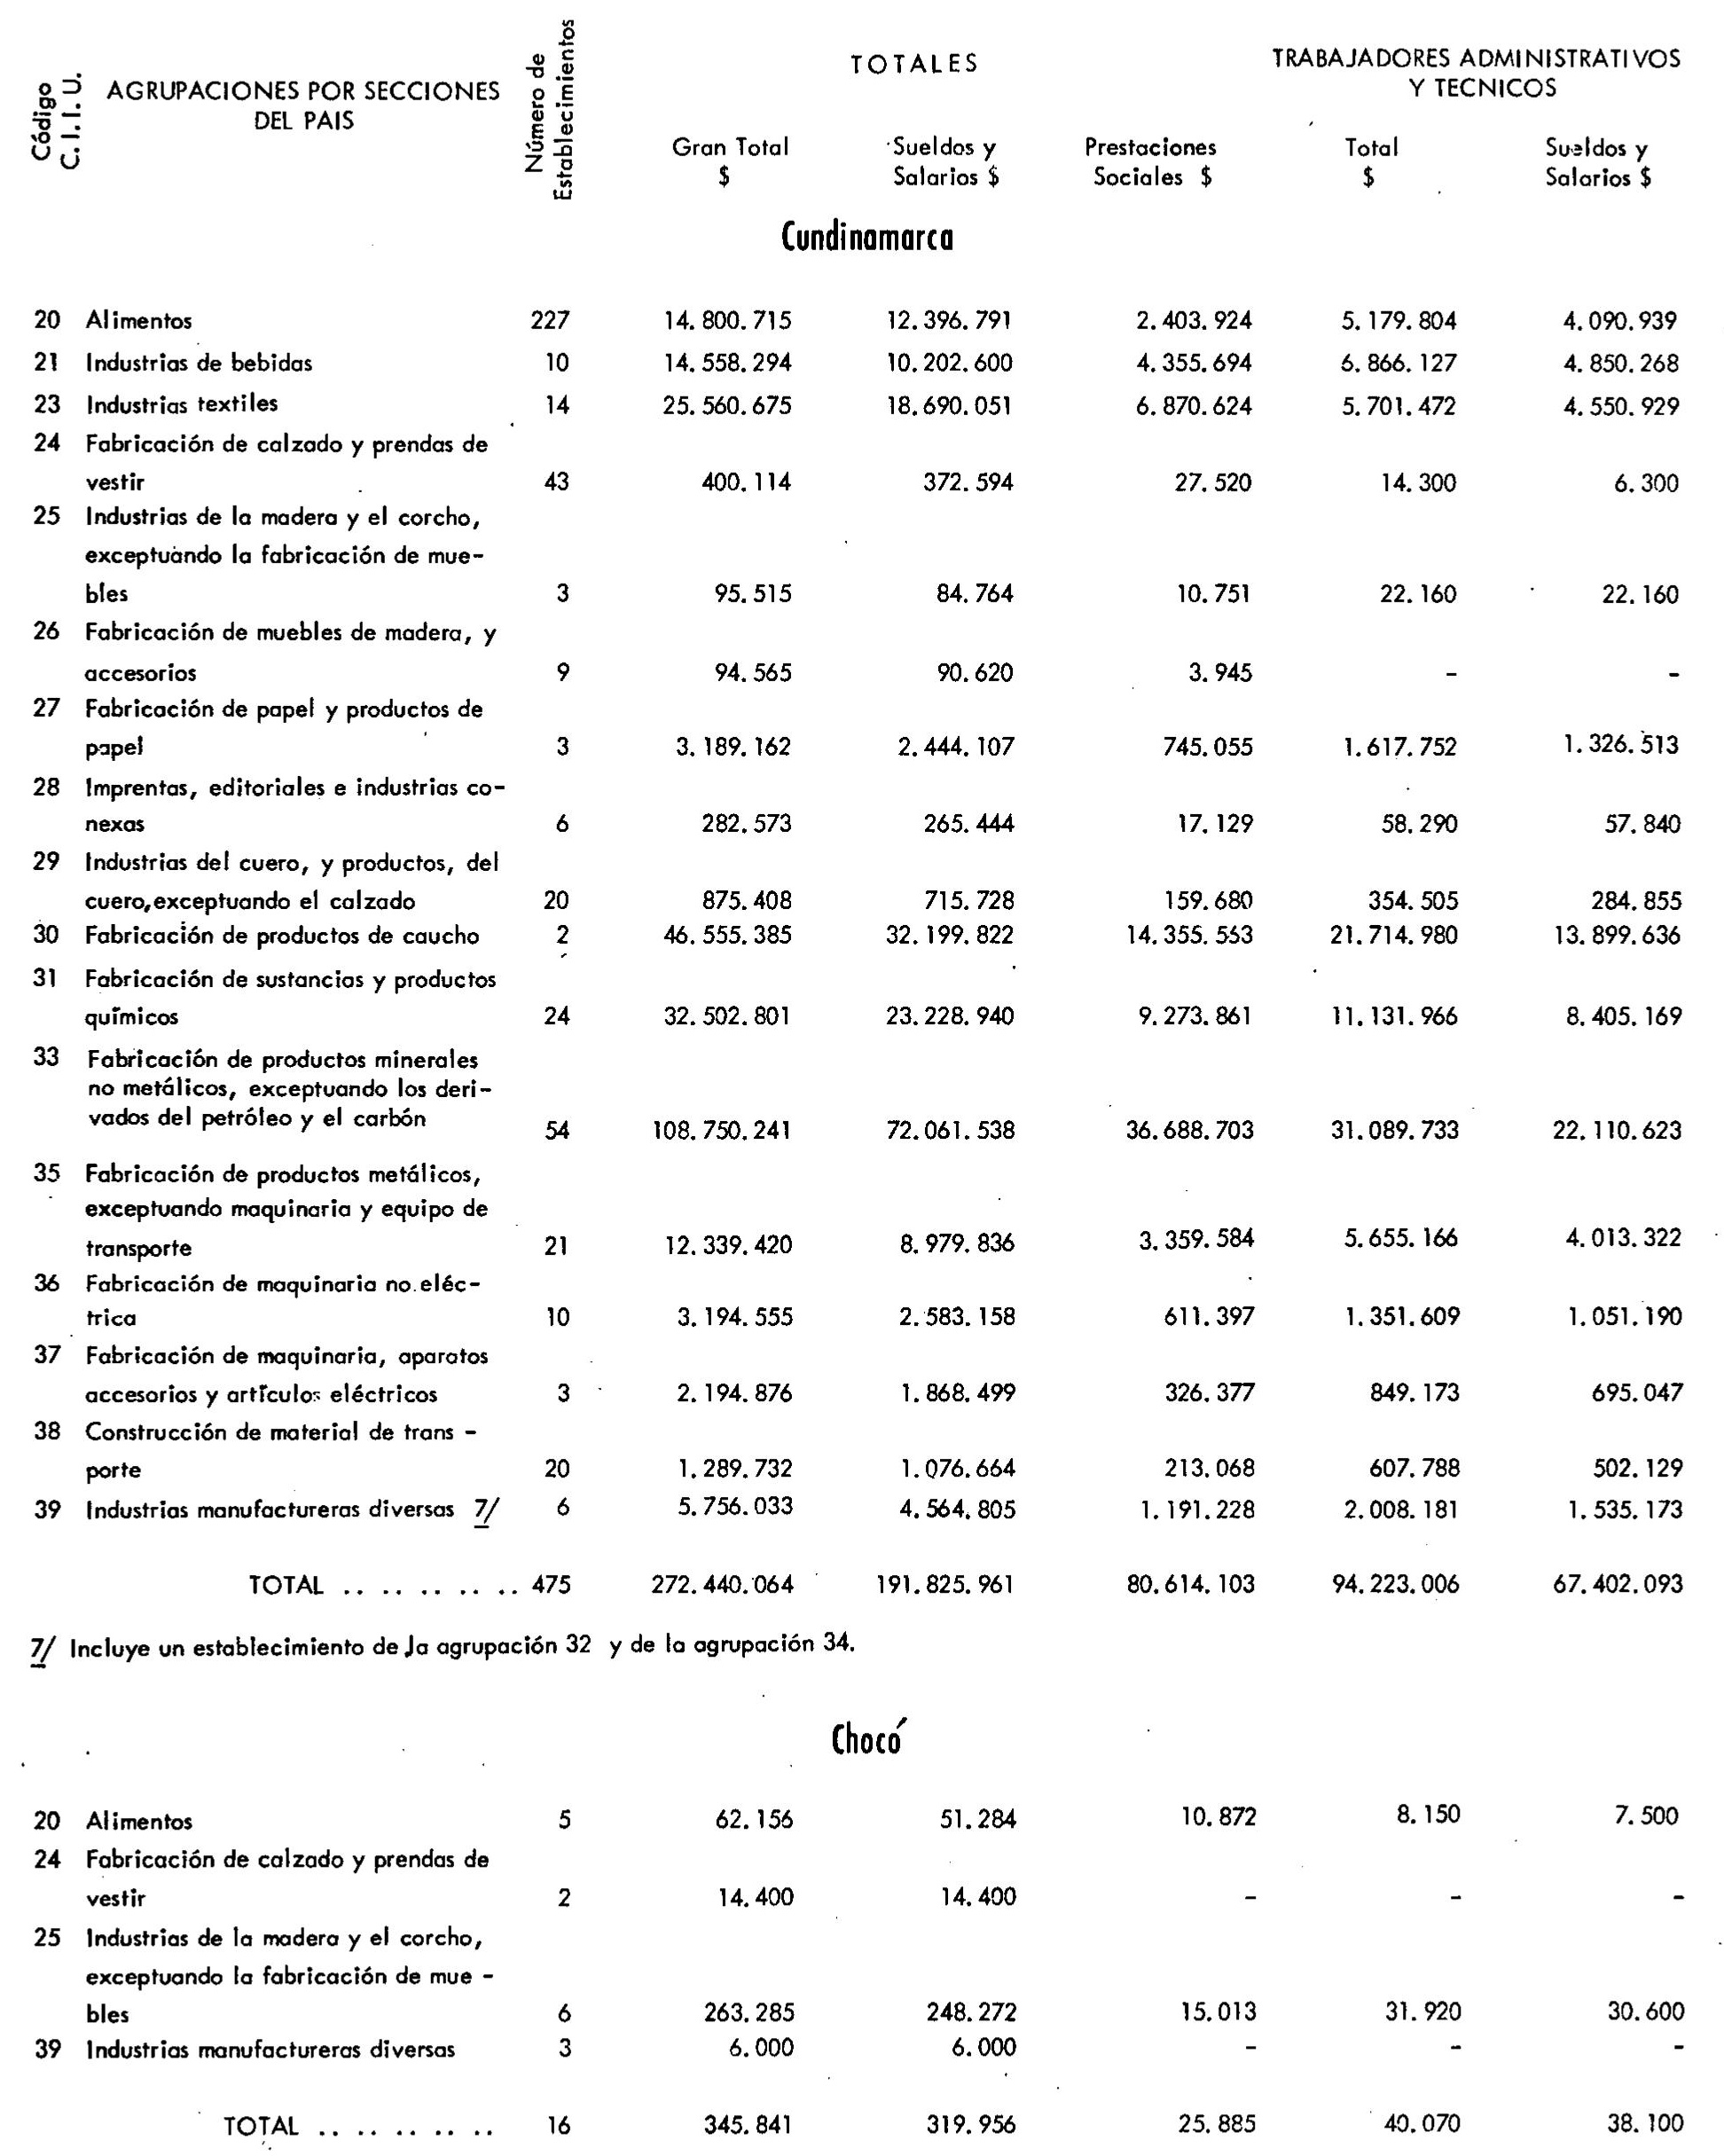 Código C.I.I.U. AGRUPACIONES POR SECCIONES DEL PAIS Número de Establecimientos
TOTALES
TRABAJADORES ADMINISTRATIVOS Y TECNICOS
Gran Total $ Sueldos y Salarios $ Prestaciones Sociales $ Total $ Sueldos y Salarios $
Cundinamarca
20 Alimentos 227 14.800.715 12.396.791 2.403.924 5.179.804 4.090.939
21 Industrias de bebidas 10 14.558.294 10.202.600 4.355.694 6.866.127 4.850.268
23 Industrias textiles 14 25.560.675 18.690.051 6.870.624 5.701.472 4.550.929
24 Fabricación de calzado y prendas de
vestir 43 400.114 372.594 27.520 14.300 6.300
25 Industrias de la madera y el corcho,
exceptuando la fabricación de mue-
bles 3 95.515 84.764 10.751 22.160 22.160
26 Fabricación de muebles de madera, y
accesorios 9 94.565 90.620 3.945 - -
27 Fabricación de papel y productos de
papel 3 3.189.162 2.444.107 745.055 1.617.752 1.326.513
28 Imprentas, editoriales e industrias co-
nexas 6 282.573 265.444 17.129 58.290 57.840
29 Industrias del cuero, y productos, del
cuero,exceptuando el calzado 20 875.408 715.728 159.680 354.505 284.855
30 Fabricación de productos de caucho 2 46.555.385 32.199.822 14.355.563 21.714.980 13.899.636
31 Fabricación de sustancias y productos
químicos 24 32.502.801 23.228.940 9.273.861 11.131.966 8.405.169
33 Fabricación de productos minerales
no metálicos, exceptuando los deri-
vados del petróleo y el carbón 54 108.750.241 72.061.538 36.688.703 31.089.733 22.110.623
35 Fabricación de productos metálicos,
exceptuando maquinaria y equipo de
transporte 21 12.339.420 8.979.836 3.359.584 5.655.166 4.013.322
36 Fabricación de maquinaria no eléc-
trica 10 3.194.555 2.583.158 611.397 1.351.609 1.051.190
37 Fabricación de maquinaria, aparatos
accesorios y artículos eléctricos 3 2.194.876 1.868.499 326.377 849.173 695.047
38 Construcción de material de trans -
porte 20 1.289.732 1.076.664 213.068 607.788 502.129
39 Industrias manufactureras diversas 7/ 6 5.756.033 4.564.805 1.191.228 2.008.181 1.535.173
TOTAL .. .. .. .. .. 475 272.440.064 191.825.961 80.614.103 94.223.006 67.402.093
7/ Incluye un establecimiento de la agrupación 32 y de la agrupación 34.
Chocó
20 Alimentos 5 62.156 51.284 10.872 8.150 7.500
24 Fabricación de calzado y prendas de
vestir 2 14.400 14.400 - - -
25 Industrias de la madera y el corcho,
exceptuando la fabricación de mue -
bles 6 263.285 248.272 15.013 31.920 30.600
39 Industrias manufactureras diversas 3 6.000 6.000 - - -
TOTAL .. .. .. .. .. 16 345.841 319.956 25.885 40.070 38.100